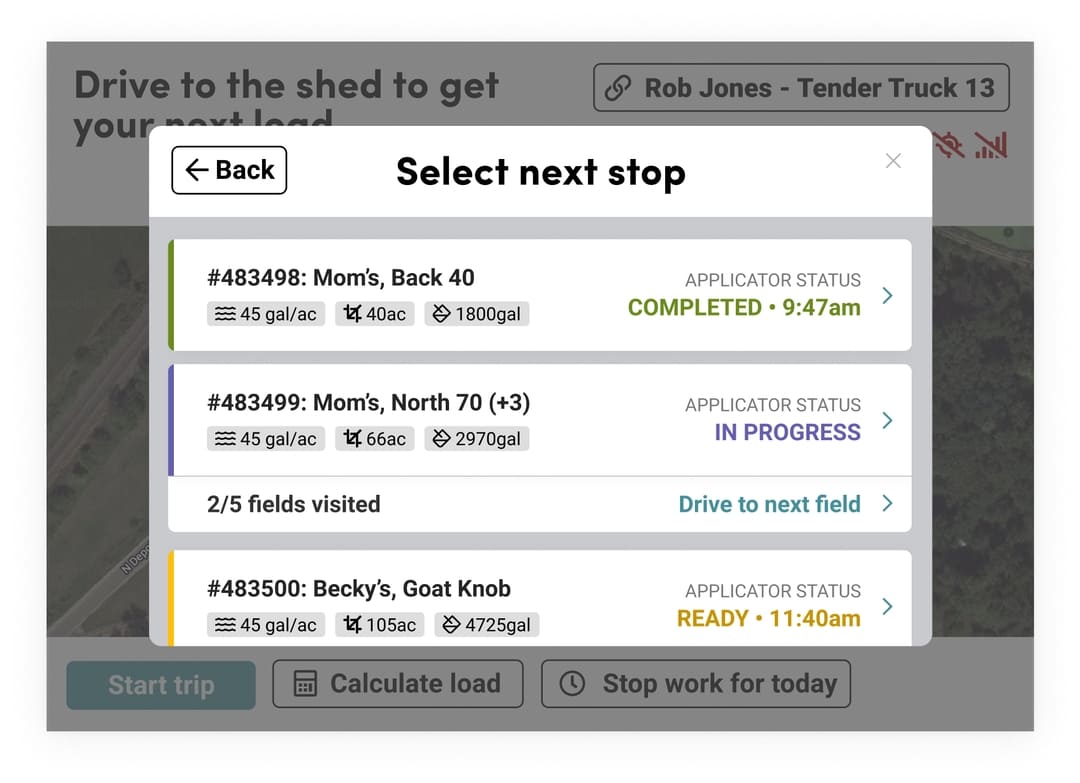 Drive to the shed to get
your next load
Rob Jones - Tender Truck 13
Back
Select next stop
#483498: Mom’s, Back 40
45 gal/ac
40ac
1800gal
APPLICATOR STATUS
COMPLETED • 9:47am
#483499: Mom’s, North 70 (+3)
45 gal/ac
66ac
2970gal
APPLICATOR STATUS
IN PROGRESS
2/5 fields visited
Drive to next field
#483500: Becky’s, Goat Knob
45 gal/ac
105ac
4725gal
APPLICATOR STATUS
READY • 11:40am
Start trip
Calculate load
Stop work for today